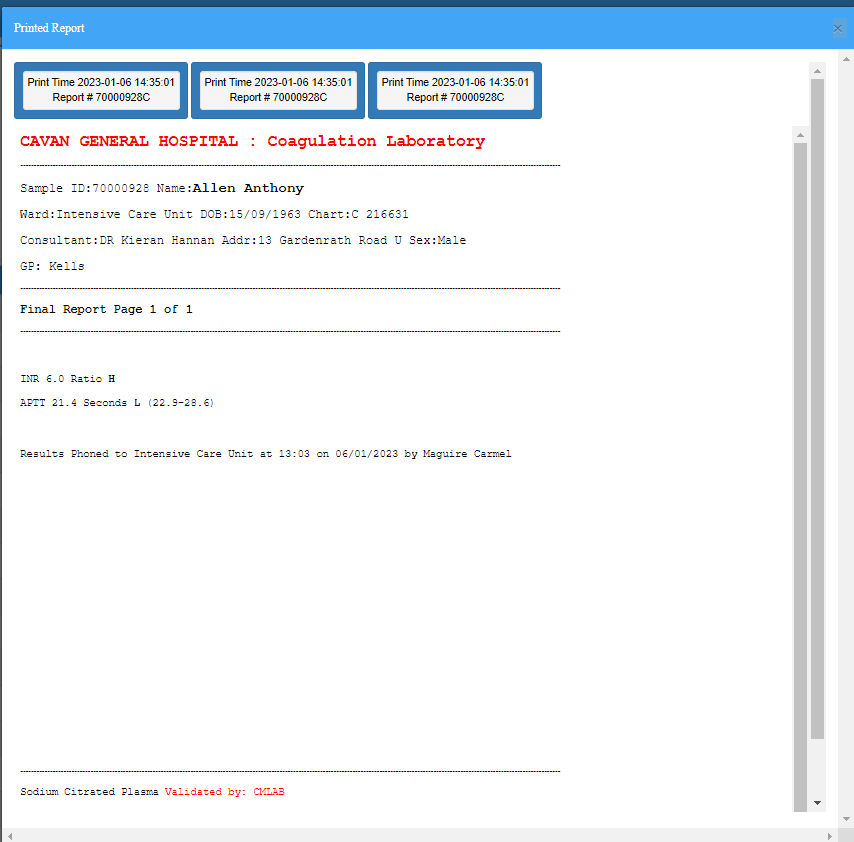 Printed Report
×
Print Time 2023-01-06 14:35:01
Report # 70000928C
Print Time 2023-01-06 14:35:01
Report # 70000928C
Print Time 2023-01-06 14:35:01
Report # 70000928C
CAVAN GENERAL HOSPITAL : Coagulation Laboratory
Sample ID:70000928 Name:Allen Anthony
Ward:Intensive Care Unit DOB:15/09/1963 Chart:C 216631
Consultant:DR Kieran Hannan Addr:13 Gardenrath Road U Sex:Male
GP: Kells
Final Report Page 1 of 1
INR 6.0 Ratio H
APTT 21.4 Seconds L (22.9-28.6)
Results Phoned to Intensive Care Unit at 13:03 on 06/01/2023 by Maguire Carmel
Sodium Citrated Plasma Validated by: CMLAB